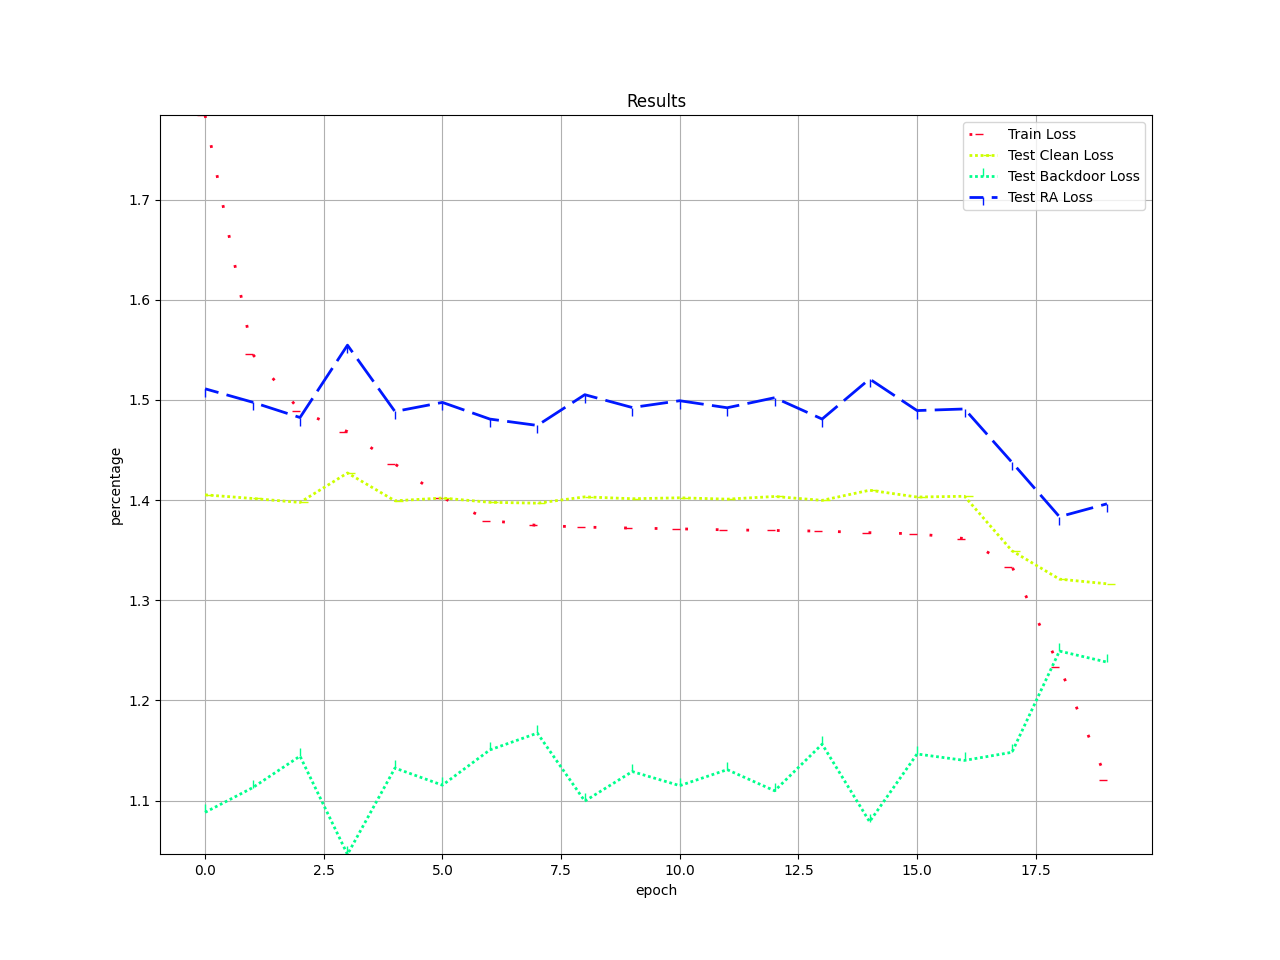 Results
Train Loss
Test Clean Loss
Test Backdoor Loss
Test RA Loss
percentage
1.7
1.6
1.5
1.4
1.3
1.2
1.1
0.0 2.5 5.0 7.5 10.0 12.5 15.0 17.5
epoch